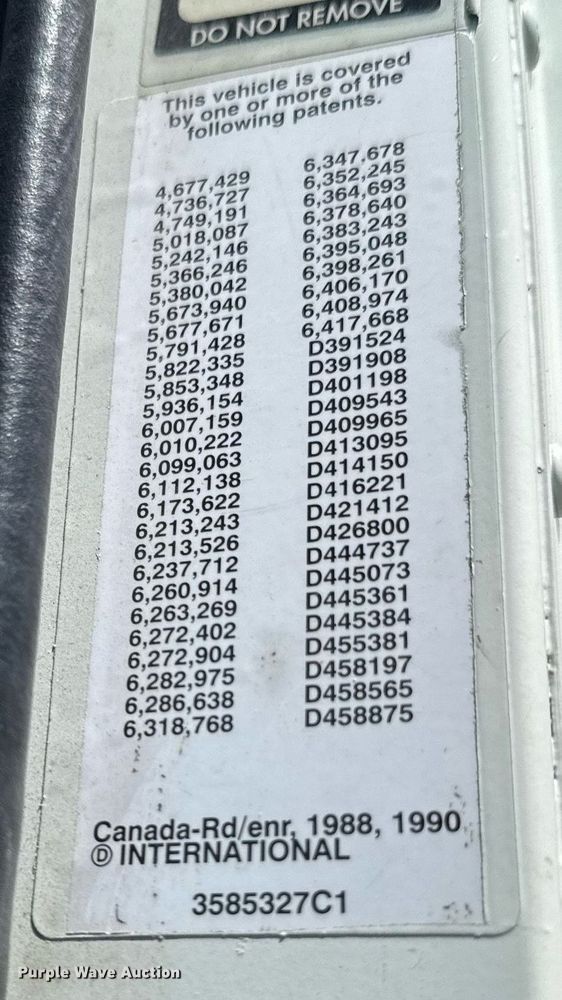 DO NOT REMOVE
This vehicle is covered
by one or more of the
following patents.
4,677,429
4,736,727
4,749,191
5,018,087
5,242,146
5,366,246
5,380,042
5,673,940
5,677,671
5,791,428
5,822,335
5,853,348
5,936,154
6,007,159
6,010,222
6,099,063
6,112,138
6,173,622
6,213,243
6,213,526
6,237,712
6,260,914
6,263,269
6,272,402
6,272,904
6,282,975
6,286,638
6,318,768
6,347,678
6,352,245
6,364,693
6,378,640
6,383,243
6,395,048
6,398,261
6,406,170
6,408,974
6,417,668
D391524
D391908
D401198
D409543
D409965
D413095
D414150
D416221
D421412
D426800
D444737
D445073
D445361
D445384
D455381
D458197
D458565
D458875
Canada-Rd/enr, 1988, 1990
Ⓓ INTERNATIONAL
3585327C1
Purple Wave Auction